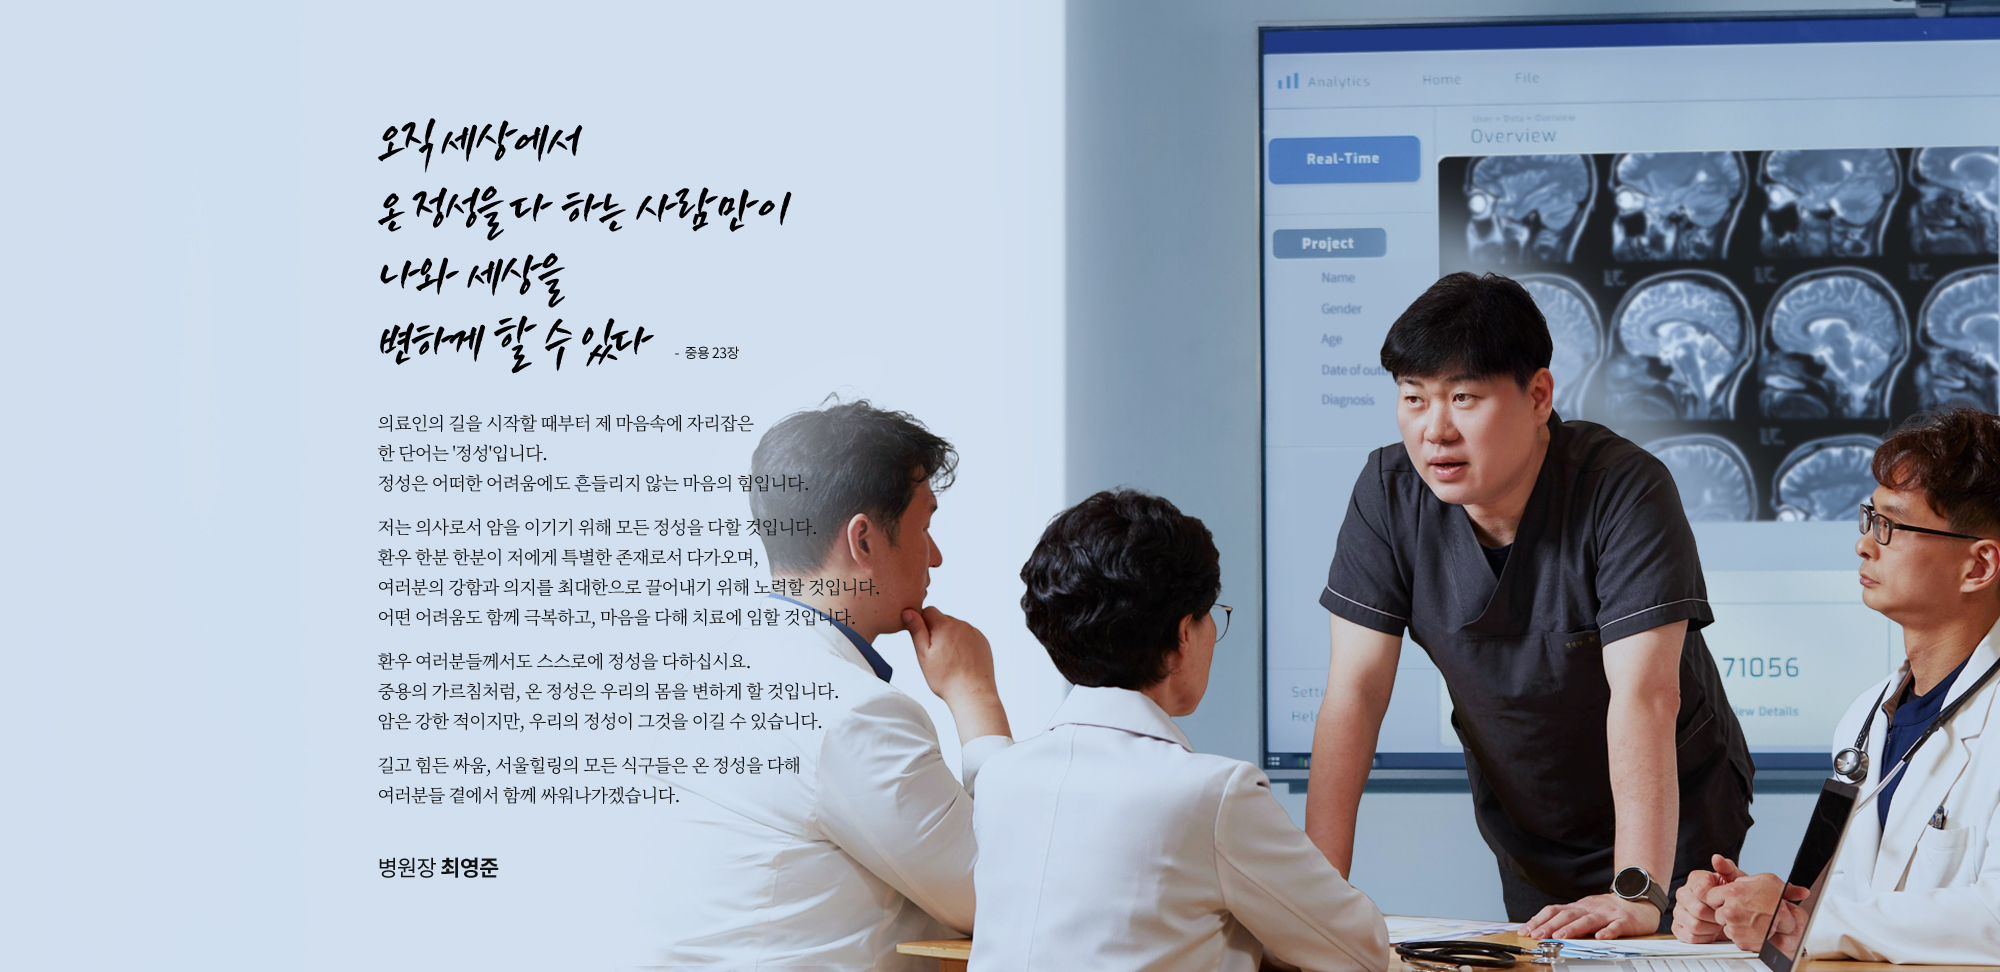 오직 세상에서
온 정성을 다 하는 사람만이
나와 세상을
변하게 할 수 있다 - 중용 23장
의료인의 길을 시작할 때부터 제 마음속에 자리잡은
한 단어는 '정성'입니다.
정성은 어떠한 어려움에도 흔들리지 않는 마음의 힘입니다.
저는 의사로서 암을 이기기 위해 모든 정성을 다할 것입니다.
환우 한분 한분이 저에게 특별한 존재로서 다가오며,
여러분의 강함과 의지를 최대한으로 끌어내기 위해 노력할 것입니다.
어떤 어려움도 함께 극복하고, 마음을 다해 치료에 임할 것입니다.
환우 여러분들께서도 스스로에 정성을 다하십시요.
중용의 가르침처럼, 온 정성은 우리의 몸을 변하게 할 것입니다.
암은 강한 적이지만, 우리의 정성이 그것을 이길 수 있습니다.
길고 힘든 싸움, 서울힐링의 모든 식구들은 온 정성을 다해
여러분들 곁에서 함께 싸워나가겠습니다.
병원장 최영준
Analytics Home File
User > Data > Overview
Overview
Real-Time
Project
Name
Gender
Age
Date of
Diagnosis
71056
Details